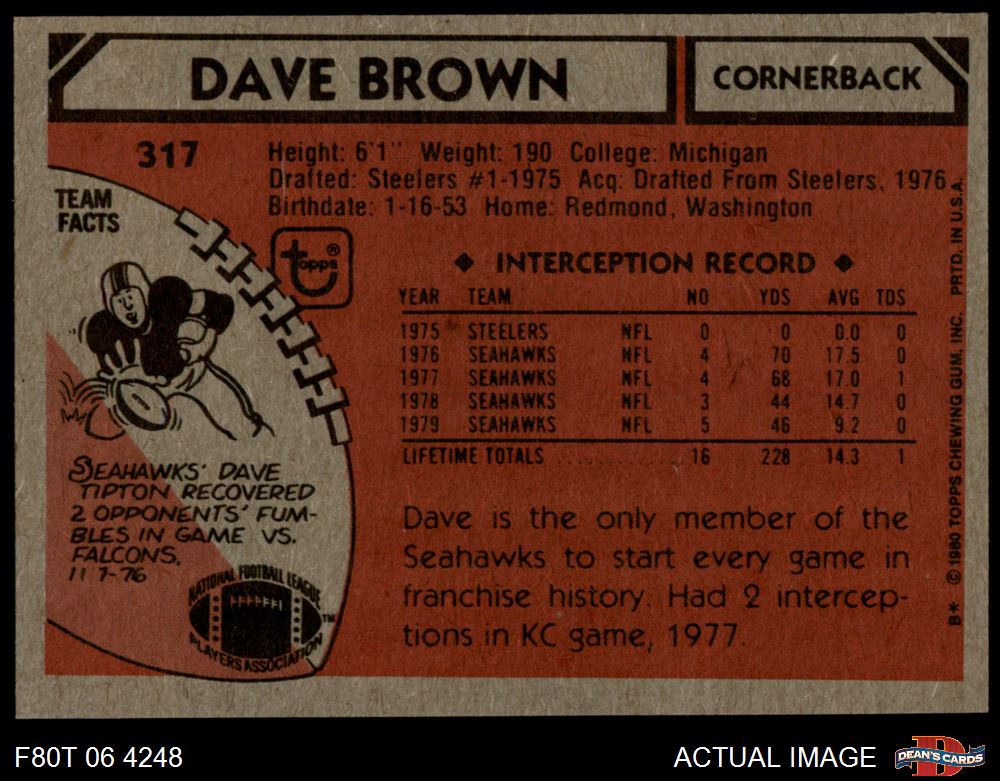 DAVE BROWN
CORNERBACK
317
Height: 6'1" Weight: 190 College: Michigan
Drafted: Steelers #1-1975 Acq: Drafted From Steelers, 1976
Birthdate: 1-16-53 Home: Redmond, Washington
TEAM
FACTS
topps®
◆ INTERCEPTION RECORD ◆
YEAR TEAM NO YDS AVG TDS
1975 STEELERS NFL 0 0 0.0 0
1976 SEAHAWKS NFL 4 70 17.5 0
1977 SEAHAWKS NFL 4 68 17.0 1
1978 SEAHAWKS NFL 3 44 14.7 0
1979 SEAHAWKS NFL 5 46 9.2 0
LIFETIME TOTALS 16 228 14.3 1
SEAHAWKS' DAVE
TIPTON RECOVERED
2 OPPONENTS' FUM-
BLES IN GAME VS.
FALCONS,
11-7-76
NATIONAL FOOTBALL LEAGUE
PLAYERS ASSOCIATION
TM
Dave is the only member of the
Seahawks to start every game in
franchise history. Had 2 intercep-
tions in KC game, 1977.
B* © 1980 TOPPS CHEWING GUM, INC. PRTD. IN U.S.A.
F80T 06 4248
ACTUAL IMAGE
D
DEAN'S CARDS